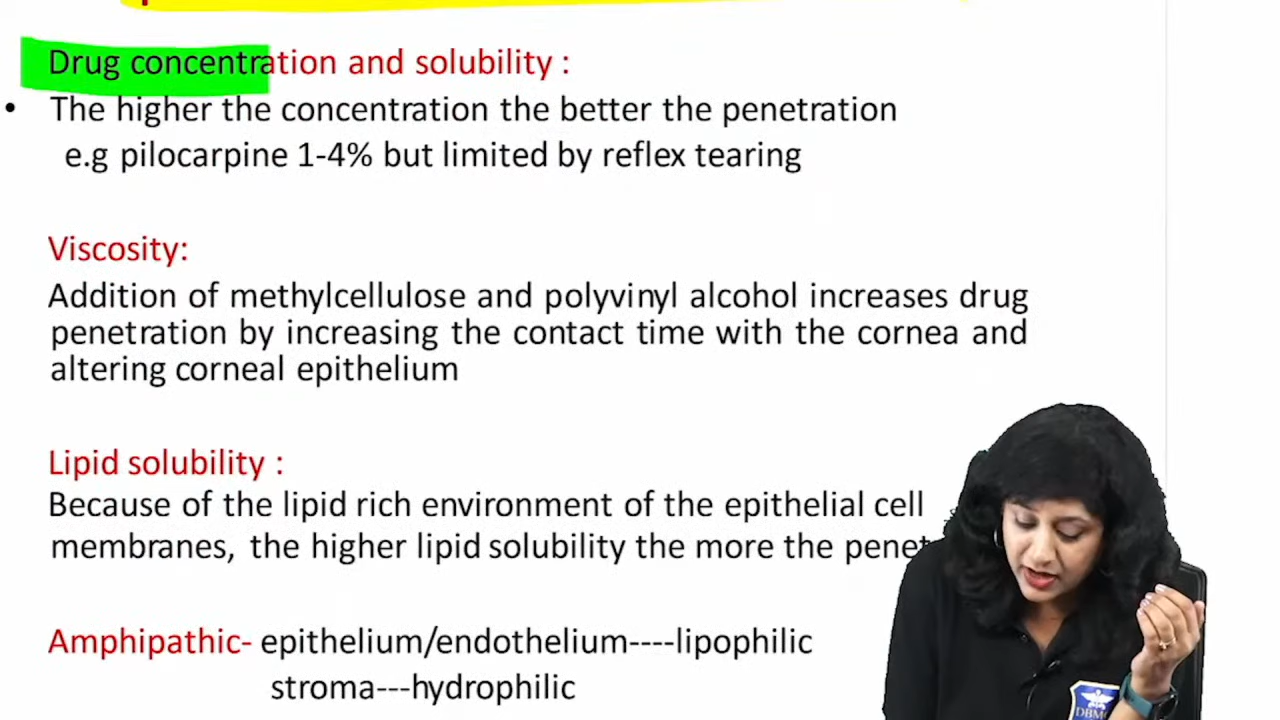 Drug concentration and solubility :
• The higher the concentration the better the penetration
e.g pilocarpine 1-4% but limited by reflex tearing
Viscosity:
Addition of methylcellulose and polyvinyl alcohol increases drug
penetration by increasing the contact time with the cornea and
altering corneal epithelium
Lipid solubility :
Because of the lipid rich environment of the epithelial cell
membranes, the higher lipid solubility the more the
Amphipathic- epithelium/endothelium----lipophilic
stroma---hydrophilic